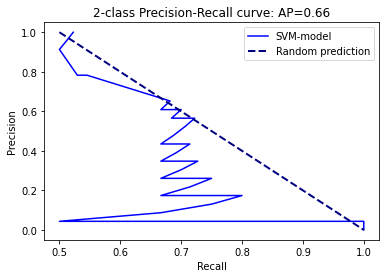 2-class Precision-Recall curve: AP=0.66
SVM-model
Random prediction
Precision
1.0
0.8
0.6
0.4
0.2
0.0
0.5 0.6 0.7 0.8 0.9 1.0
Recall